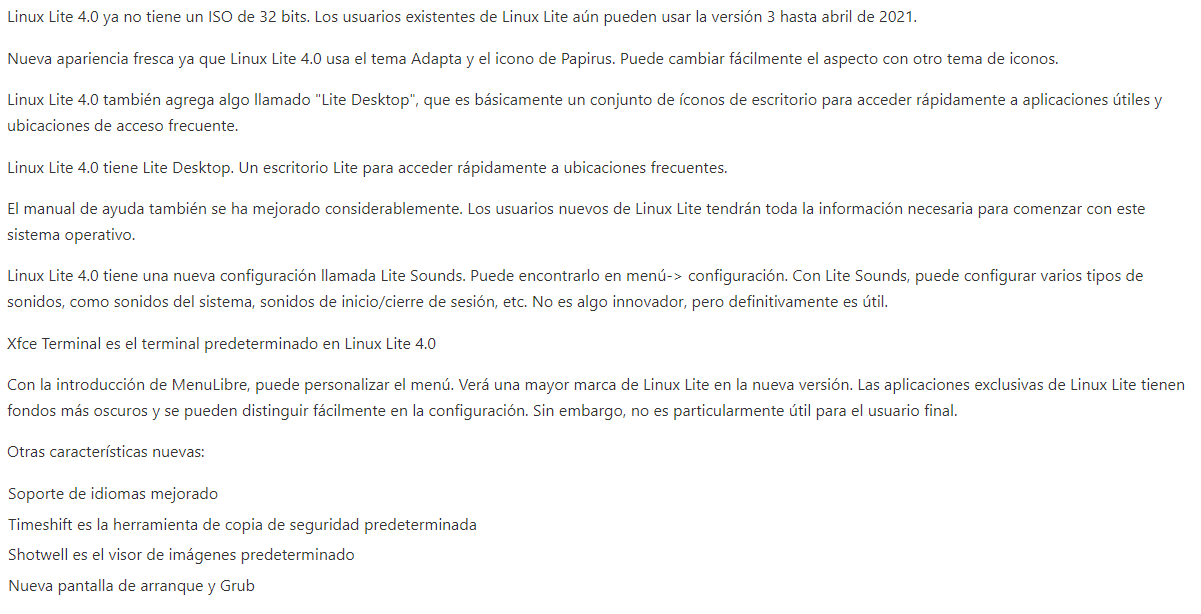 Linux Lite 4.0 ya no tiene un ISO de 32 bits. Los usuarios existentes de Linux Lite aún pueden usar la versión 3 hasta abril de 2021.
Nueva apariencia fresca ya que Linux Lite 4.0 usa el tema Adapta y el icono de Papirus. Puede cambiar fácilmente el aspecto con otro tema de iconos.
Linux Lite 4.0 también agrega algo llamado "Lite Desktop", que es básicamente un conjunto de íconos de escritorio para acceder rápidamente a aplicaciones útiles y
ubicaciones de acceso frecuente.
Linux Lite 4.0 tiene Lite Desktop. Un escritorio Lite para acceder rápidamente a ubicaciones frecuentes.
El manual de ayuda también se ha mejorado considerablemente. Los usuarios nuevos de Linux Lite tendrán toda la información necesaria para comenzar con este
sistema operativo.
Linux Lite 4.0 tiene una nueva configuración llamada Lite Sounds. Puede encontrarlo en menú-> configuración. Con Lite Sounds, puede configurar varios tipos de
sonidos, como sonidos del sistema, sonidos de inicio/cierre de sesión, etc. No es algo innovador, pero definitivamente es útil.
Xfce Terminal es el terminal predeterminado en Linux Lite 4.0
Con la introducción de MenuLibre, puede personalizar el menú. Verá una mayor marca de Linux Lite en la nueva versión. Las aplicaciones exclusivas de Linux Lite tienen
fondos más oscuros y se pueden distinguir fácilmente en la configuración. Sin embargo, no es particularmente útil para el usuario final.
Otras características nuevas:
Soporte de idiomas mejorado
Timeshift es la herramienta de copia de seguridad predeterminada
Shotwell es el visor de imágenes predeterminado
Nueva pantalla de arranque y Grub